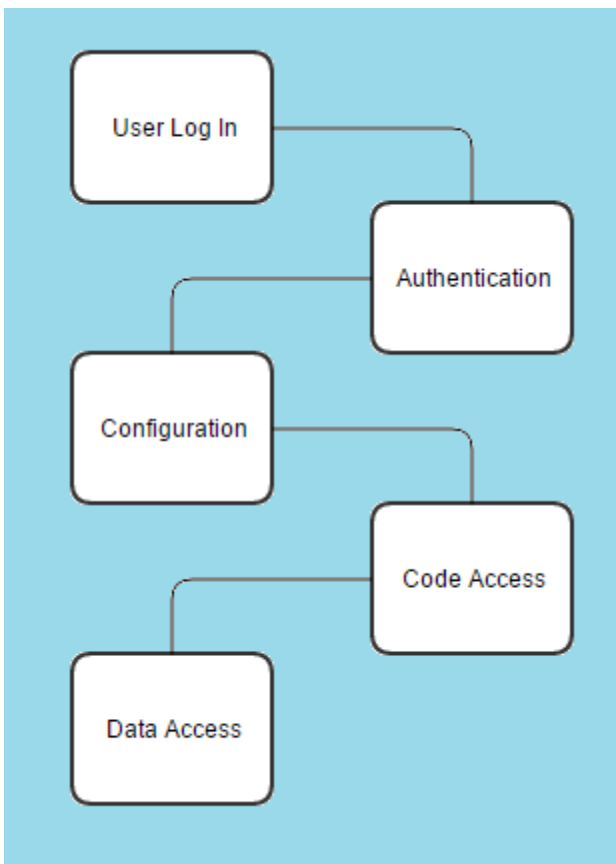 User Log In
Authentication
Configuration
Code Access
Data Access